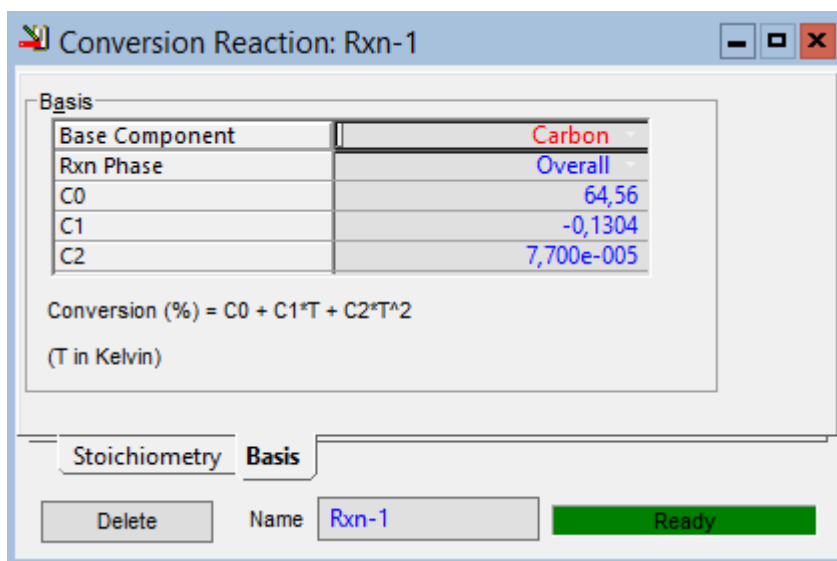 Conversion Reaction: Rxn-1
Basis
Base Component Carbon
Rxn Phase Overall
C0 64,56
C1 -0,1304
C2 7,700e-005
Conversion (%) = C0 + C1*T + C2*T^2
(T in Kelvin)
Stoichiometry Basis
Delete Name Rxn-1 Ready